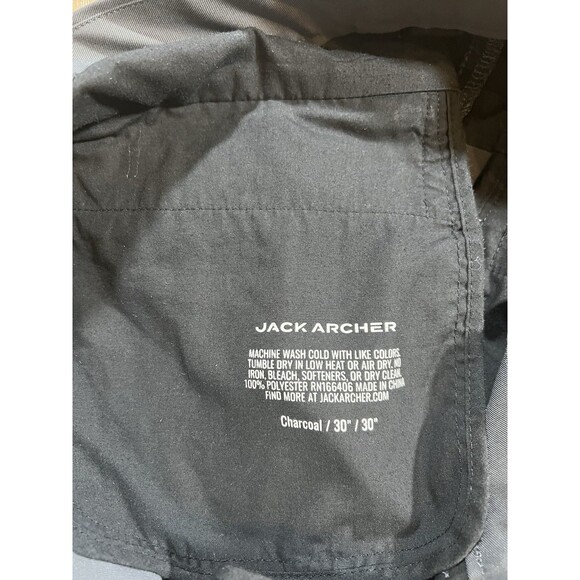 JACK ARCHER
MACHINE WASH COLD WITH LIKE COLORS,
TUMBLE DRY IN LOW HEAT OR AIR DRY. NO
IRON, BLEACH, SOFTENERS, OR DRY CLEAN.
100% POLYESTER RN166406 MADE IN CHINA
FIND MORE AT JACKARCHER.COM
Charcoal / 30" / 30"